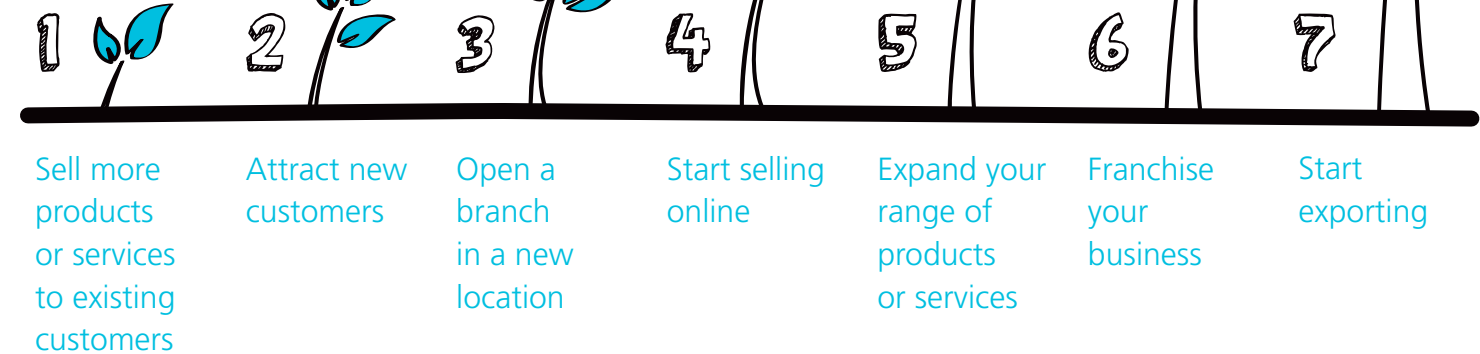 1
2
3
4
5
6
7
Sell more
products
or services
to existing
customers
Attract new
customers
Open a
branch
in a new
location
Start selling
online
Expand your
range of
products
or services
Franchise
your
business
Start
exporting